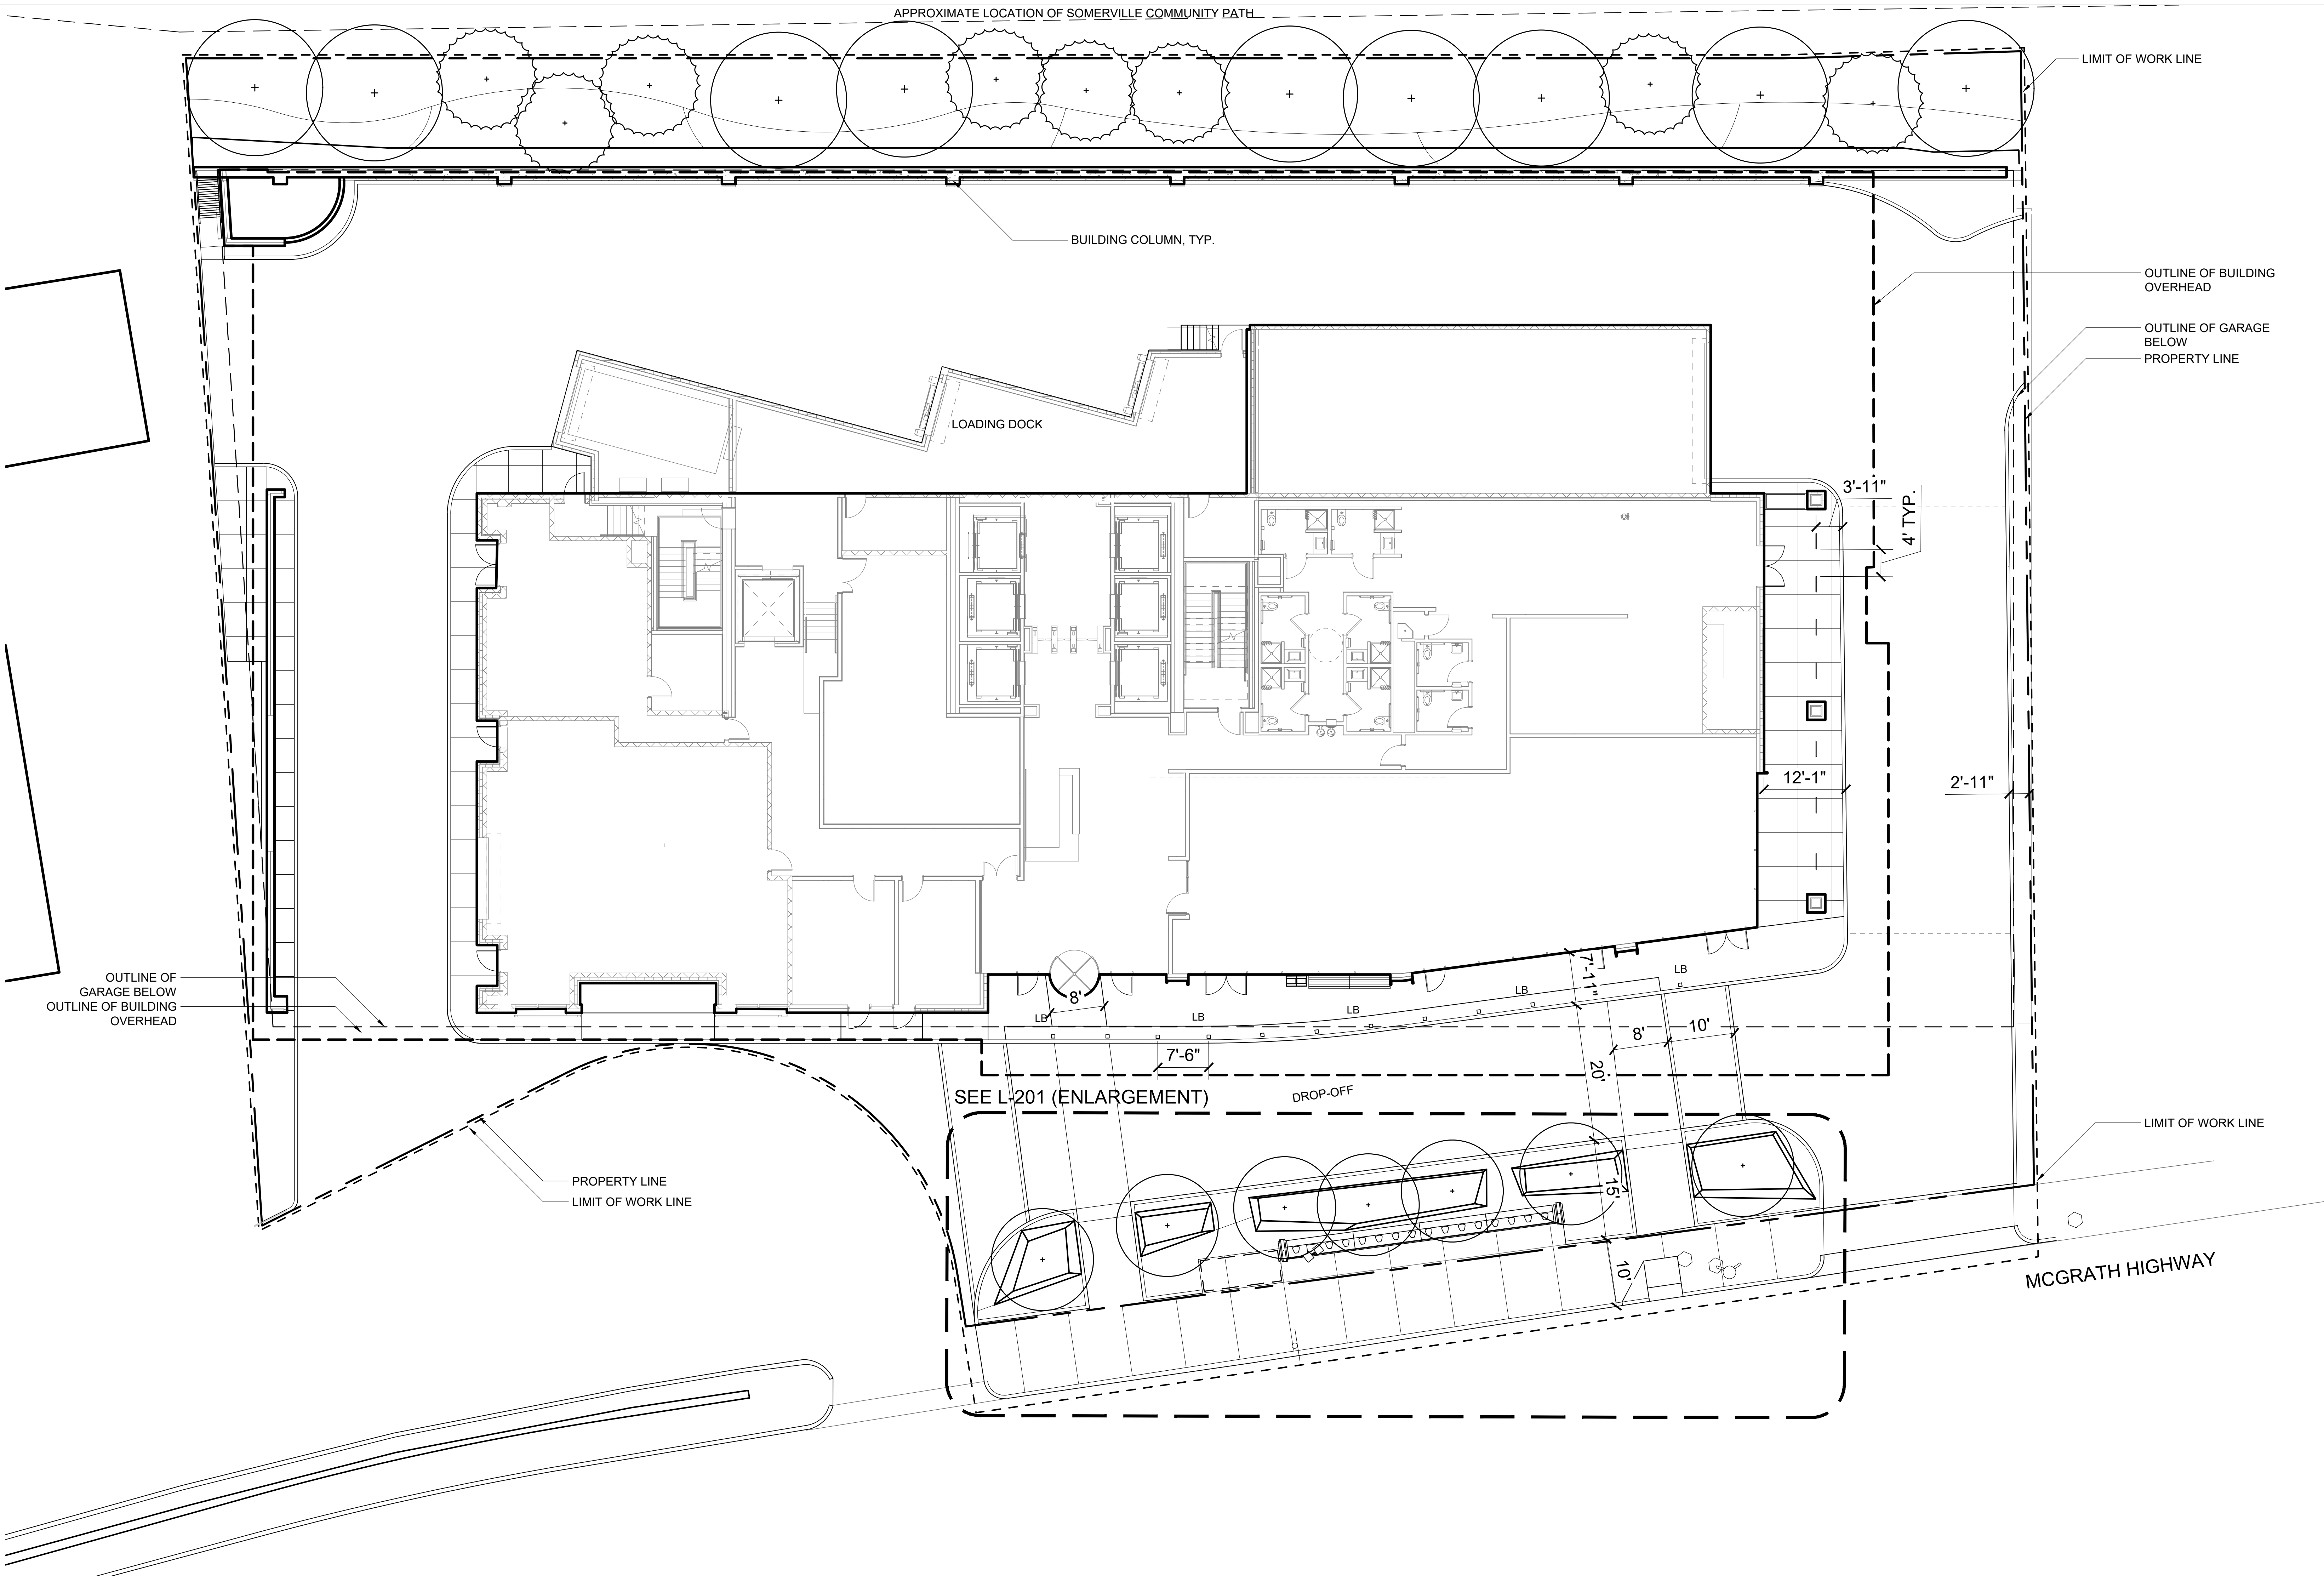 APPROXIMATE LOCATION OF SOMERVILLE COMMUNITY PATH
LIMIT OF WORK LINE
BUILDING COLUMN, TYP.
OUTLINE OF BUILDING
OVERHEAD
OUTLINE OF GARAGE
BELOW
PROPERTY LINE
LOADING DOCK
3'-11"
4' TYP.
12'-1"
2'-11"
OUTLINE OF
GARAGE BELOW
OUTLINE OF BUILDING
OVERHEAD
7'-11"
LB
LB
LB
LB
LB
8'
8'
10'
7'-6"
20'
SEE L-201 (ENLARGEMENT)
DROP-OFF
LIMIT OF WORK LINE
PROPERTY LINE
LIMIT OF WORK LINE
15'
10'
MCGRATH HIGHWAY